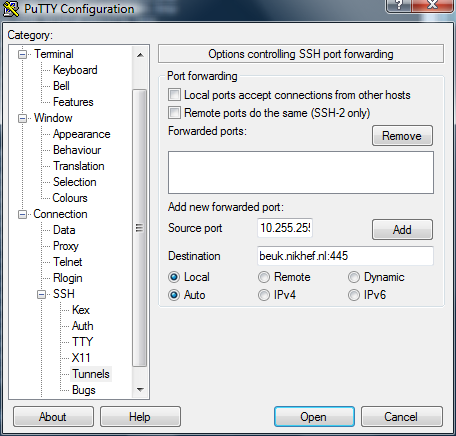 PuTTY Configuration
Category:
Terminal
Keyboard
Bell
Features
Window
Appearance
Behaviour
Translation
Selection
Colours
Connection
Data
Proxy
Telnet
Rlogin
SSH
Kex
Auth
TTY
X11
Tunnels
Bugs
Options controlling SSH port forwarding
Port forwarding
Local ports accept connections from other hosts
Remote ports do the same (SSH-2 only)
Forwarded ports:
Remove
Add new forwarded port:
Source port
10.255.25
Add
Destination
beuk.nikhef.nl:445
Local
Remote
Dynamic
Auto
IPv4
IPv6
About
Help
Open
Cancel